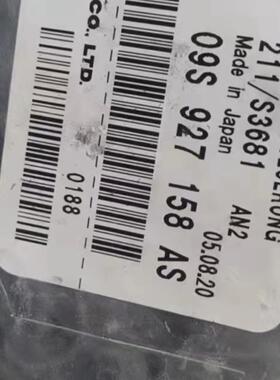 211/S3681 AN2
Made in Japan
09S 927 158 AS
05.08.20
CO., LTD.
0188